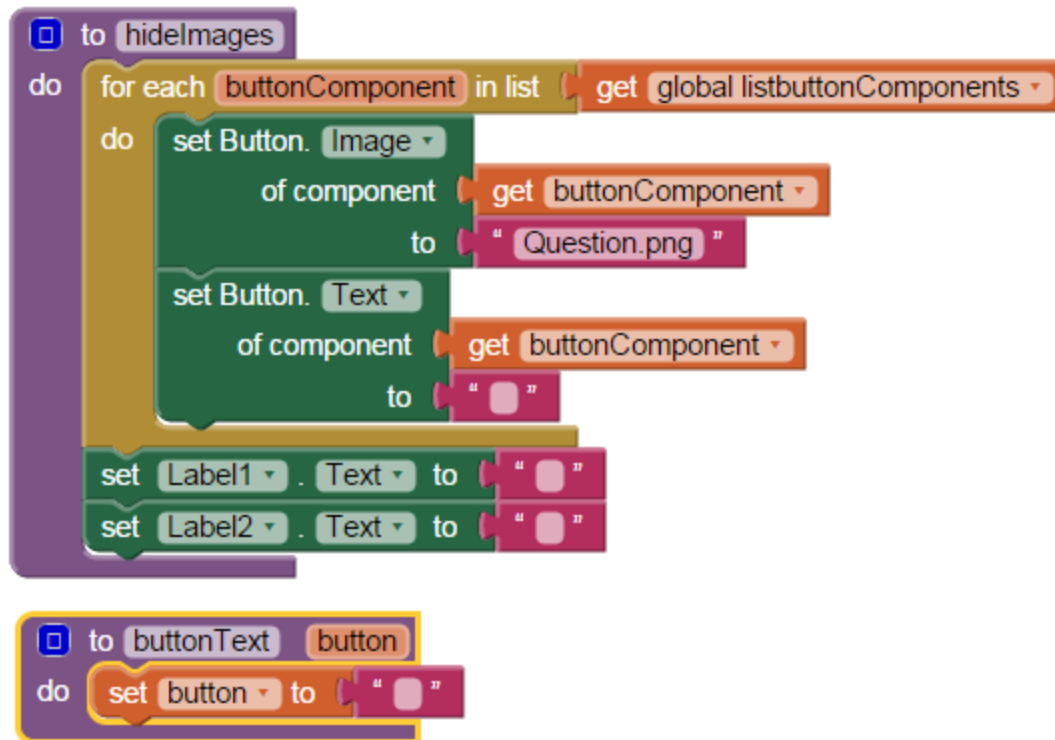 to hideImages
do for each buttonComponent in list get global listbuttonComponents
do set Button. Image
of component get buttonComponent
to “ Question.png ”
set Button. Text
of component get buttonComponent
to “ ”
set Label1 . Text to “ ”
set Label2 . Text to “ ”
to buttonText button
do set button to “ ”